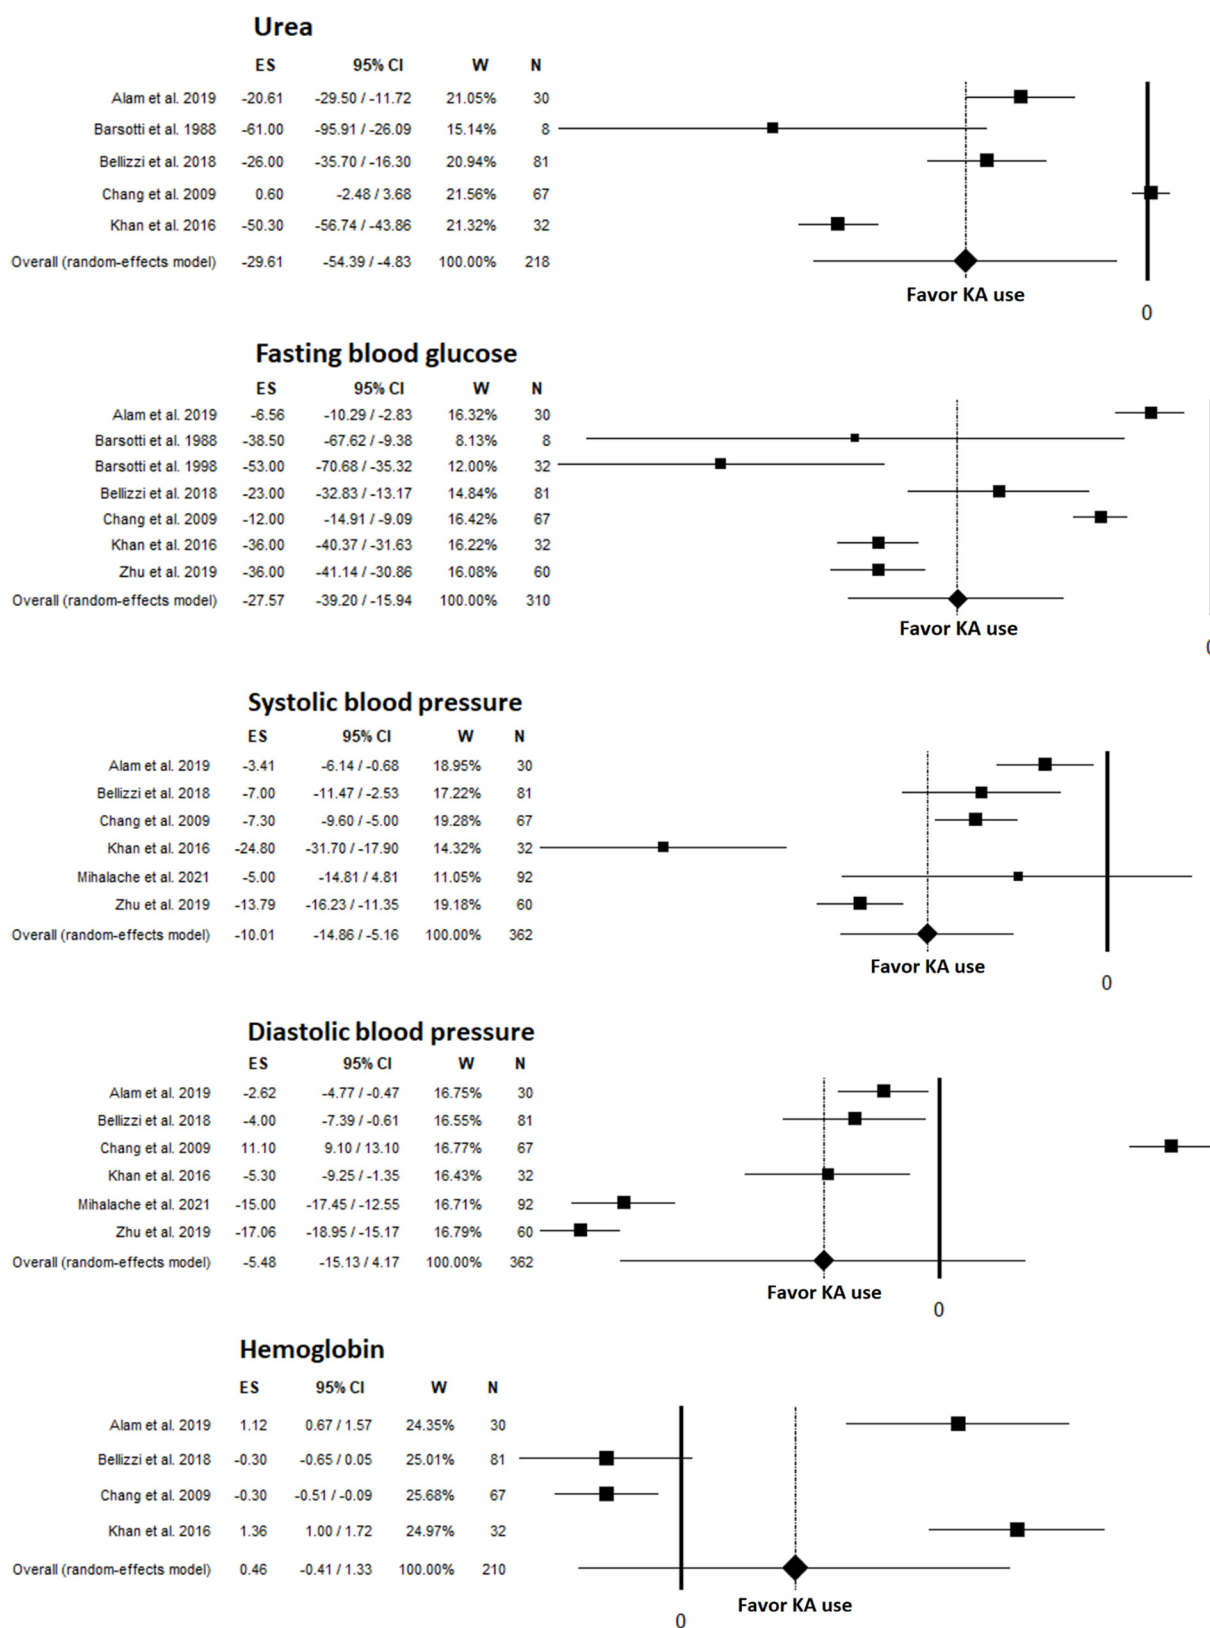 Urea
ES 95% CI W N
Alam et al. 2019 -20.61 -29.50 / -11.72 21.05% 30
Barsotti et al. 1988 -61.00 -95.91 / -26.09 15.14% 8
Bellizzi et al. 2018 -26.00 -35.70 / -16.30 20.94% 81
Chang et al. 2009 0.60 -2.48 / 3.68 21.56% 67
Khan et al. 2016 -50.30 -56.74 / -43.86 21.32% 32
Overall (random-effects model) -29.61 -54.39 / -4.83 100.00% 218
Favor KA use
0
Fasting blood glucose
ES 95% CI W N
Alam et al. 2019 -6.56 -10.29 / -2.83 16.32% 30
Barsotti et al. 1988 -38.50 -67.62 / -9.38 8.13% 8
Barsotti et al. 1998 -53.00 -70.68 / -35.32 12.00% 32
Bellizzi et al. 2018 -23.00 -32.83 / -13.17 14.84% 81
Chang et al. 2009 -12.00 -14.91 / -9.09 16.42% 67
Khan et al. 2016 -36.00 -40.37 / -31.63 16.22% 32
Zhu et al. 2019 -36.00 -41.14 / -30.86 16.08% 60
Overall (random-effects model) -27.57 -39.20 / -15.94 100.00% 310
Favor KA use
Systolic blood pressure
ES 95% CI W N
Alam et al. 2019 -3.41 -6.14 / -0.68 18.95% 30
Bellizzi et al. 2018 -7.00 -11.47 / -2.53 17.22% 81
Chang et al. 2009 -7.30 -9.60 / -5.00 19.28% 67
Khan et al. 2016 -24.80 -31.70 / -17.90 14.32% 32
Mihalache et al. 2021 -5.00 -14.81 / 4.81 11.05% 92
Zhu et al. 2019 -13.79 -16.23 / -11.35 19.18% 60
Overall (random-effects model) -10.01 -14.86 / -5.16 100.00% 362
Favor KA use
0
Diastolic blood pressure
ES 95% CI W N
Alam et al. 2019 -2.62 -4.77 / -0.47 16.75% 30
Bellizzi et al. 2018 -4.00 -7.39 / -0.61 16.55% 81
Chang et al. 2009 11.10 9.10 / 13.10 16.77% 67
Khan et al. 2016 -5.30 -9.25 / -1.35 16.43% 32
Mihalache et al. 2021 -15.00 -17.45 / -12.55 16.71% 92
Zhu et al. 2019 -17.06 -18.95 / -15.17 16.79% 60
Overall (random-effects model) -5.48 -15.13 / 4.17 100.00% 362
Favor KA use
0
Hemoglobin
ES 95% CI W N
Alam et al. 2019 1.12 0.67 / 1.57 24.35% 30
Bellizzi et al. 2018 -0.30 -0.65 / 0.05 25.01% 81
Chang et al. 2009 -0.30 -0.51 / -0.09 25.68% 67
Khan et al. 2016 1.36 1.00 / 1.72 24.97% 32
Overall (random-effects model) 0.46 -0.41 / 1.33 100.00% 210
Favor KA use
0